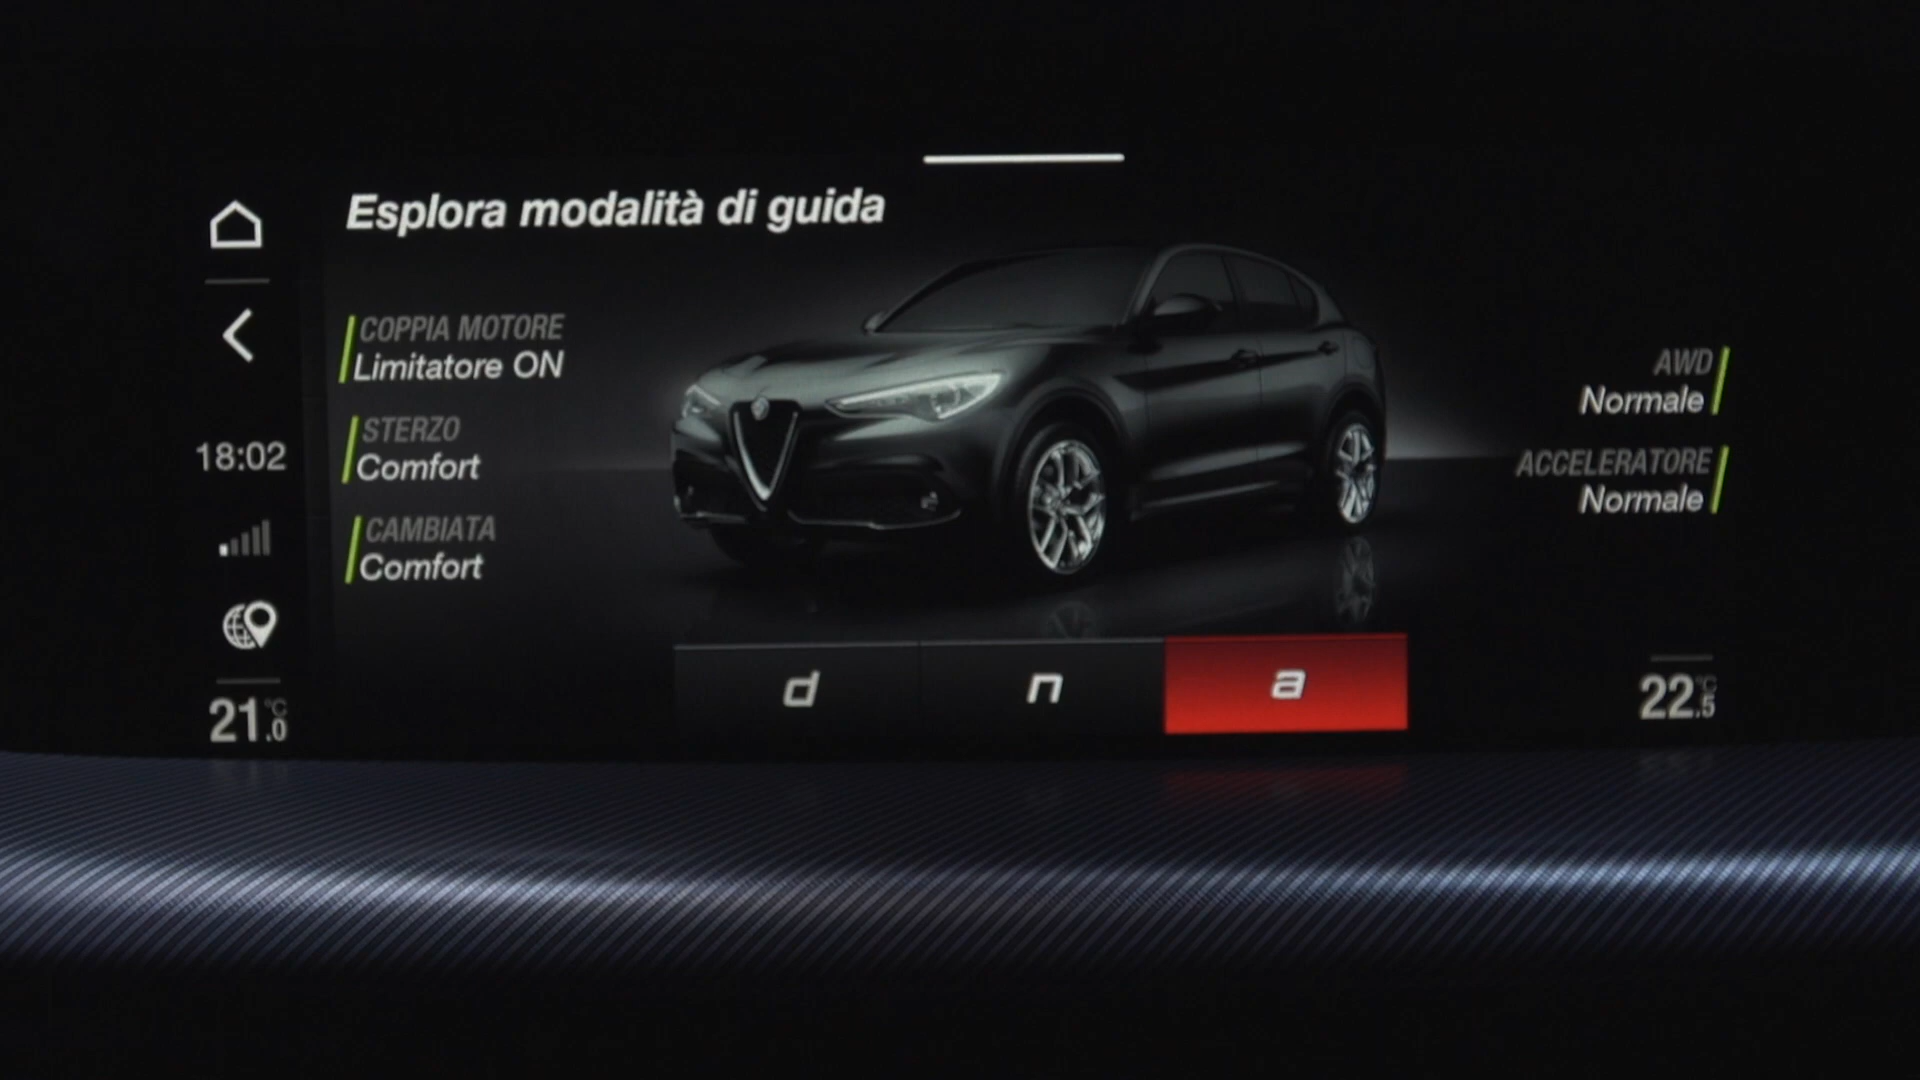 Esplora modalità di guida
COPPIA MOTORE
Limitatore ON
STERZO
Comfort
CAMBIATA
Comfort
AWD
Normale
ACCELERATORE
Normale
18:02
d n a
21.0 °C
22.5 °C